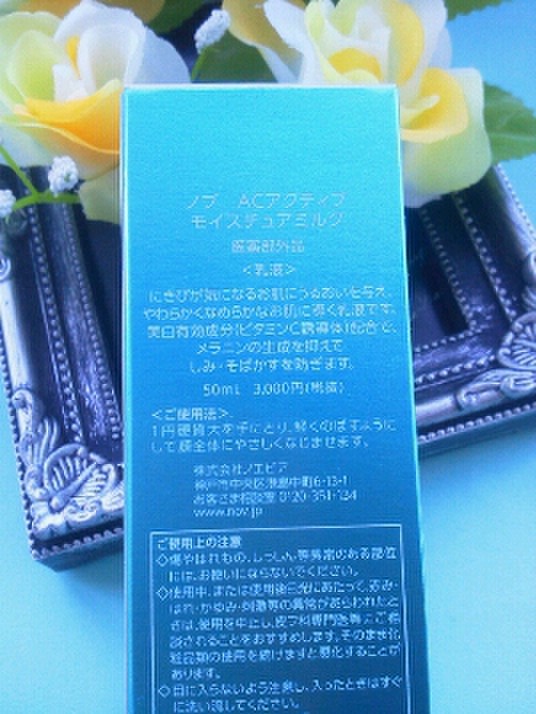 ノブ ACアクティブ
モイスチュアミルク
医薬部外品
＜乳液＞
にきびが気になるお肌にうるおいを与え、
やわらかくなめらかなお肌に導く乳液です。
美白有効成分(ビタミンC誘導体)配合で、
メラニンの生成を抑えて
しみ・そばかすを防ぎます。
50mL 3,000円(税抜)
＜ご使用法＞
1円硬貨大を手にとり、軽くのばすように
して顔全体にやさしくなじませます。
株式会社ノエビア
神戸市中央区港島中町6-13-1
お客さま相談室 0120-351-134
www.nov.jp
ご使用上の注意
◇傷やはれもの、しっしん等異常のある部位
には、お使いにならないでください。
◇使用中、または使用後日光にあたって、赤み・
はれ・かゆみ・刺激等の異常があらわれたと
きは、使用を中止し、皮フ科専門医等にご相
談されることをおすすめします。そのまま化
粧品類の使用を続けますと悪化することが
あります。
◇目に入らないよう注意し、入ったときはすぐ
に洗い流してください。